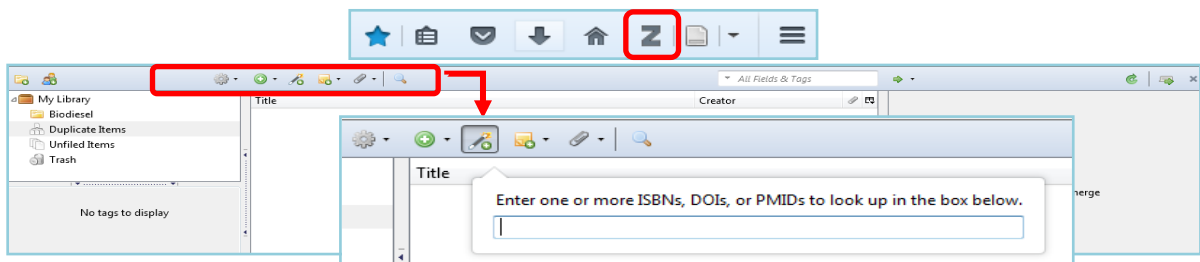 Z
All Fields & Tags
My Library
Biodiesel
Duplicate Items
Unfiled Items
Trash
No tags to display
Title
Creator
Title
Enter one or more ISBNs, DOIs, or PMIDs to look up in the box below.